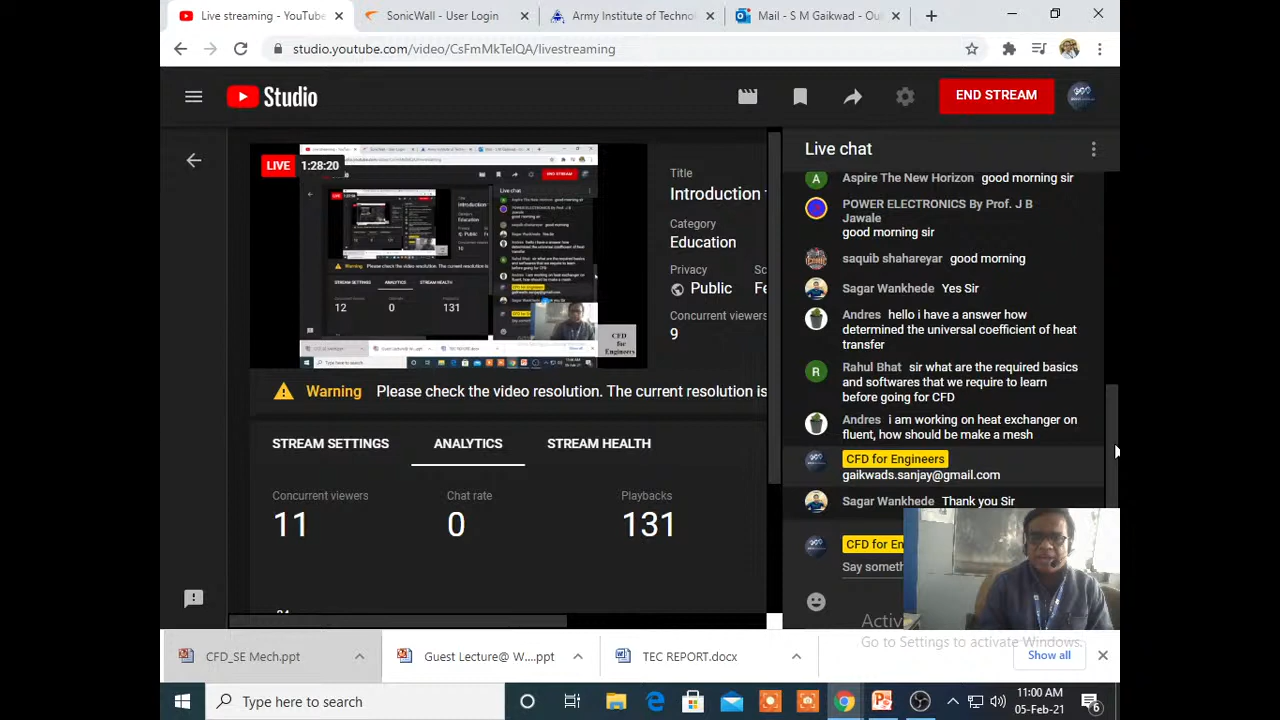 Live streaming - YouTube
SonicWall - User Login
Army Institute of Technol
Mail - S M Gaikwad - Ou
studio.youtube.com/video/CsFmMkTelQA/livestreaming
Studio
END STREAM
LIVE
1:28:20
Title
Introduction
Category
Education
Privacy
Public
Concurrent viewers
9
CFD
for
Engineers
Warning
Please check the video resolution. The current resolution is
STREAM SETTINGS
ANALYTICS
STREAM HEALTH
Concurrent viewers
Chat rate
Playbacks
11
0
131
Live chat
Aspire The New Horizon good morning sir
POWER ELECTRONICS By Prof. J B
Jawale
good morning sir
saquib shahareyar good morning
Sagar Wankhede Yes Sir
Andres hello i have a answer how
determined the universal coefficient of heat
transfer
Rahul Bhat sir what are the required basics
and softwares that we require to learn
before going for CFD
Andres i am working on heat exchanger on
fluent, how should be make a mesh
CFD for Engineers
gaikwads.sanjay@gmail.com
Sagar Wankhede Thank you Sir
CFD for En
Say someth
Activ
Go to Settings to activate Windows.
CFD_SE Mech.ppt
Guest Lecture@ W....ppt
TEC REPORT.docx
Show all
Type here to search
11:00 AM
05-Feb-21
6